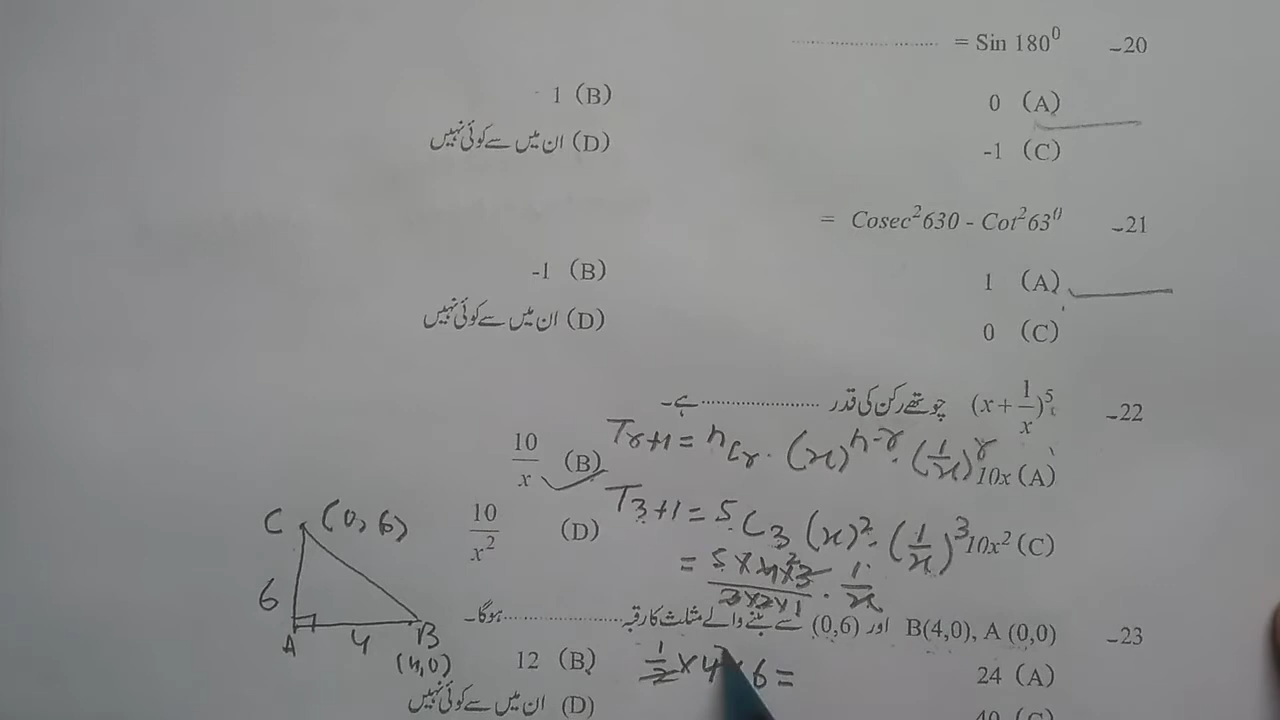 -20 Sin 180⁰ = ....................
(A) 0 (B) 1
(C) -1 (D) ان میں سے کوئی نہیں
-21 Cosec²630 - Cot²63⁰ =
(A) 1 (B) -1
(C) 0 (D) ان میں سے کوئی نہیں
-22 (x + 1/x)⁵ چوتھے رکن کی قدر .................... ہے۔
Tr+1 = nCr . (x)ⁿ⁻ʳ . (1/x)ʳ
(A) 10x (B) 10/x
T3+1 = 5C3 (x)² . (1/x)³
(C) 10x² (D) 10/x²
= 5×4×3 / 3×2×1 . 1/x
C (0, 6)
6
A 4 B
(4,0)
-23 A (0,0) ,B(4,0) اور (0,6) سے بننے والے مثلث کا رقبہ .................... ہوگا۔
1/2 × 4 × 6 =
(A) 24 (B) 12
(C) 40 (D) ان میں سے کوئی نہیں